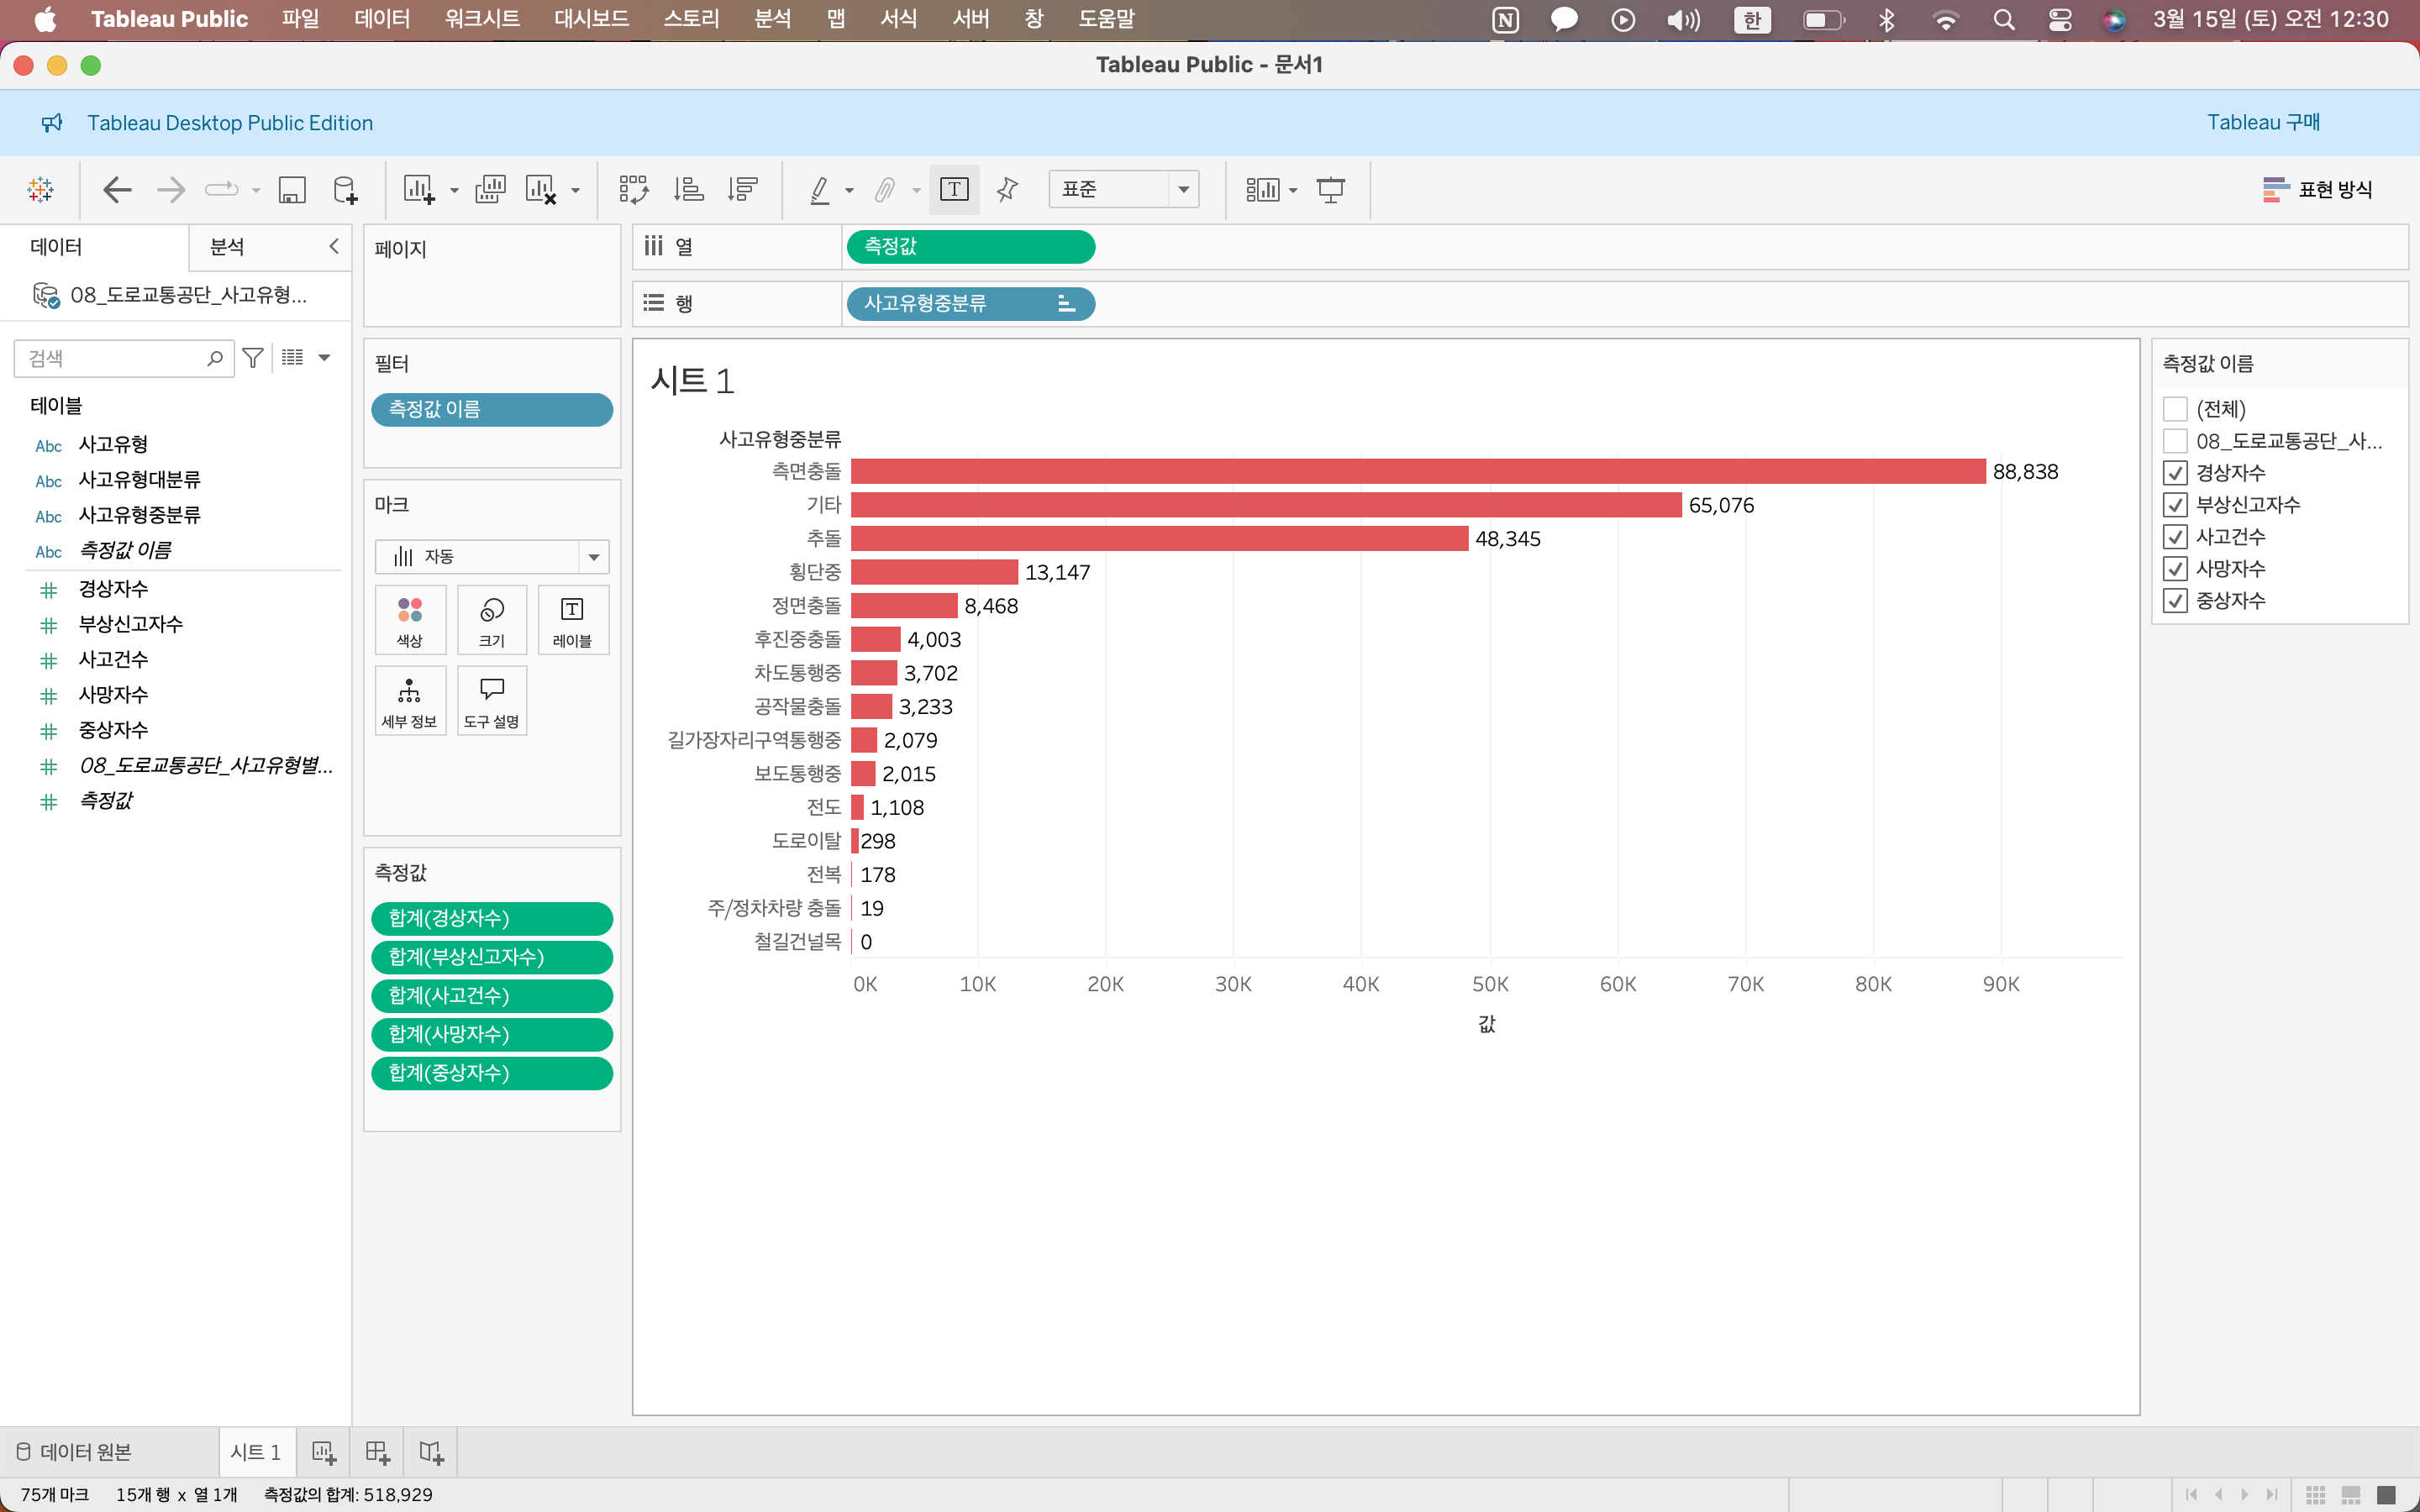 Tableau Public 파일 데이터 워크시트 대시보드 스토리 분석 맵 서식 서버 창 도움말 N 한 3월 15일 (토) 오전 12:30
Tableau Public - 문서1
Tableau Desktop Public Edition Tableau 구매
T 표준 표현 방식
데이터 분석
08_도로교통공단_사고유형...
검색
테이블
Abc 사고유형
Abc 사고유형대분류
Abc 사고유형중분류
Abc 측정값 이름
경상자수
부상신고자수
사고건수
사망자수
중상자수
08_도로교통공단_사고유형별...
측정값
페이지
필터
측정값 이름
마크
자동
색상 크기 T 레이블
세부 정보 도구 설명
측정값
합계(경상자수)
합계(부상신고자수)
합계(사고건수)
합계(사망자수)
합계(중상자수)
열 측정값
행 사고유형중분류
시트 1
사고유형중분류
측면충돌 88,838
기타 65,076
추돌 48,345
횡단중 13,147
정면충돌 8,468
후진중충돌 4,003
차도통행중 3,702
공작물충돌 3,233
길가장자리구역통행중 2,079
보도통행중 2,015
전도 1,108
도로이탈 298
전복 178
주/정차차량 충돌 19
철길건널목 0
0K 10K 20K 30K 40K 50K 60K 70K 80K 90K
값
측정값 이름
(전체)
08_도로교통공단_사...
경상자수
부상신고자수
사고건수
사망자수
중상자수
데이터 원본 시트 1
75개 마크 15개 행 x 열 1개 측정값의 합계: 518,929